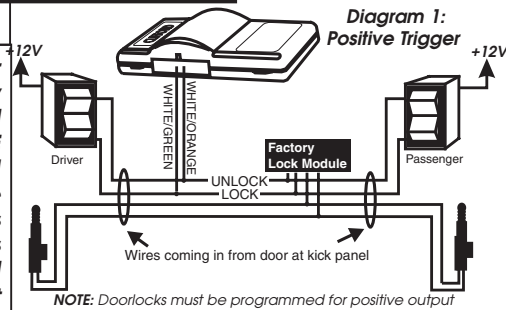 Diagram 1:
Positive Trigger
+12V
+12V
WHITE/GREEN
WHITE/ORANGE
Driver
Factory
Lock Module
Passenger
UNLOCK
LOCK
Wires coming in from door at kick panel
NOTE: Doorlocks must be programmed for positive output